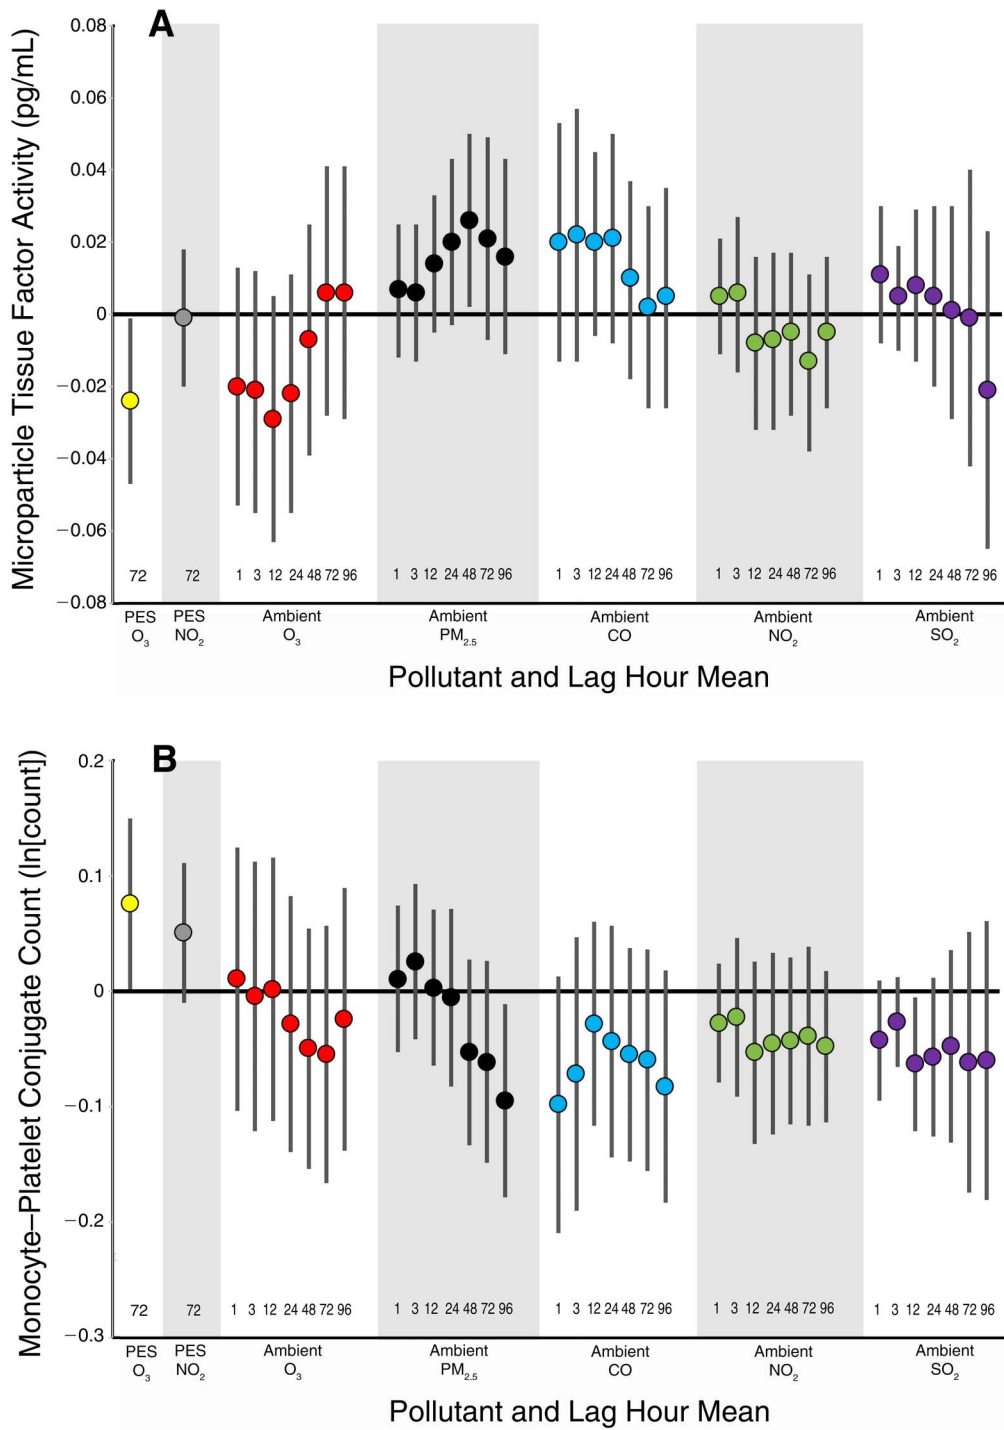 A
Microparticle Tissue Factor Activity (pg/mL)
0.08
0.06
0.04
0.02
0
−0.02
−0.04
−0.06
−0.08
72 72 1 3 12 24 48 72 96 1 3 12 24 48 72 96 1 3 12 24 48 72 96 1 3 12 24 48 72 96 1 3 12 24 48 72 96
PES PES Ambient Ambient Ambient Ambient Ambient
O3 NO2 O3 PM2.5 CO NO2 SO2
Pollutant and Lag Hour Mean
B
Monocyte–Platelet Conjugate Count (ln[count])
0.2
0.1
0
−0.1
−0.2
−0.3
72 72 1 3 12 24 48 72 96 1 3 12 24 48 72 96 1 3 12 24 48 72 96 1 3 12 24 48 72 96 1 3 12 24 48 72 96
PES PES Ambient Ambient Ambient Ambient Ambient
O3 NO2 O3 PM2.5 CO NO2 SO2
Pollutant and Lag Hour Mean